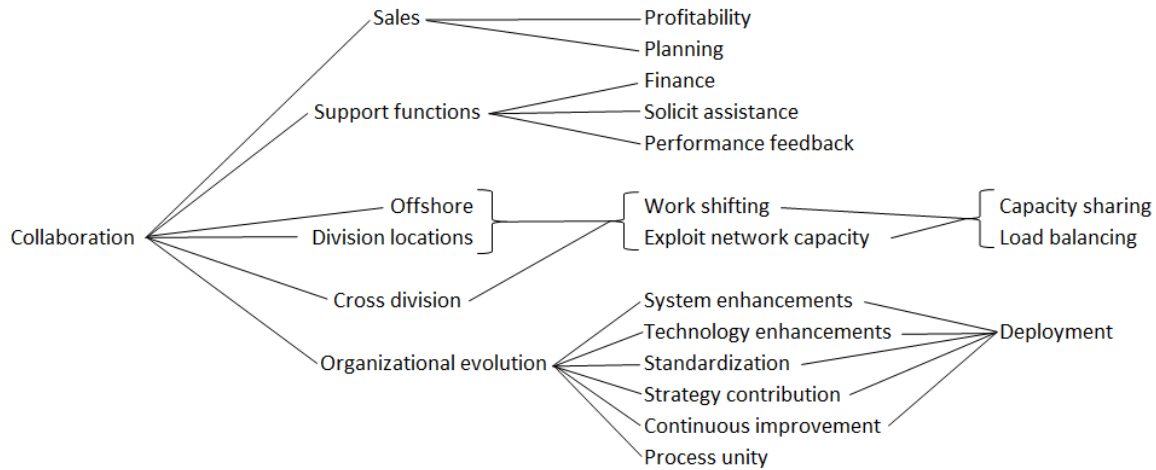 Sales
Profitability
Planning
Support functions
Finance
Solicit assistance
Performance feedback
Collaboration
Offshore
Division locations
Work shifting
Exploit network capacity
Capacity sharing
Load balancing
Cross division
Organizational evolution
System enhancements
Technology enhancements
Standardization
Strategy contribution
Continuous improvement
Process unity
Deployment